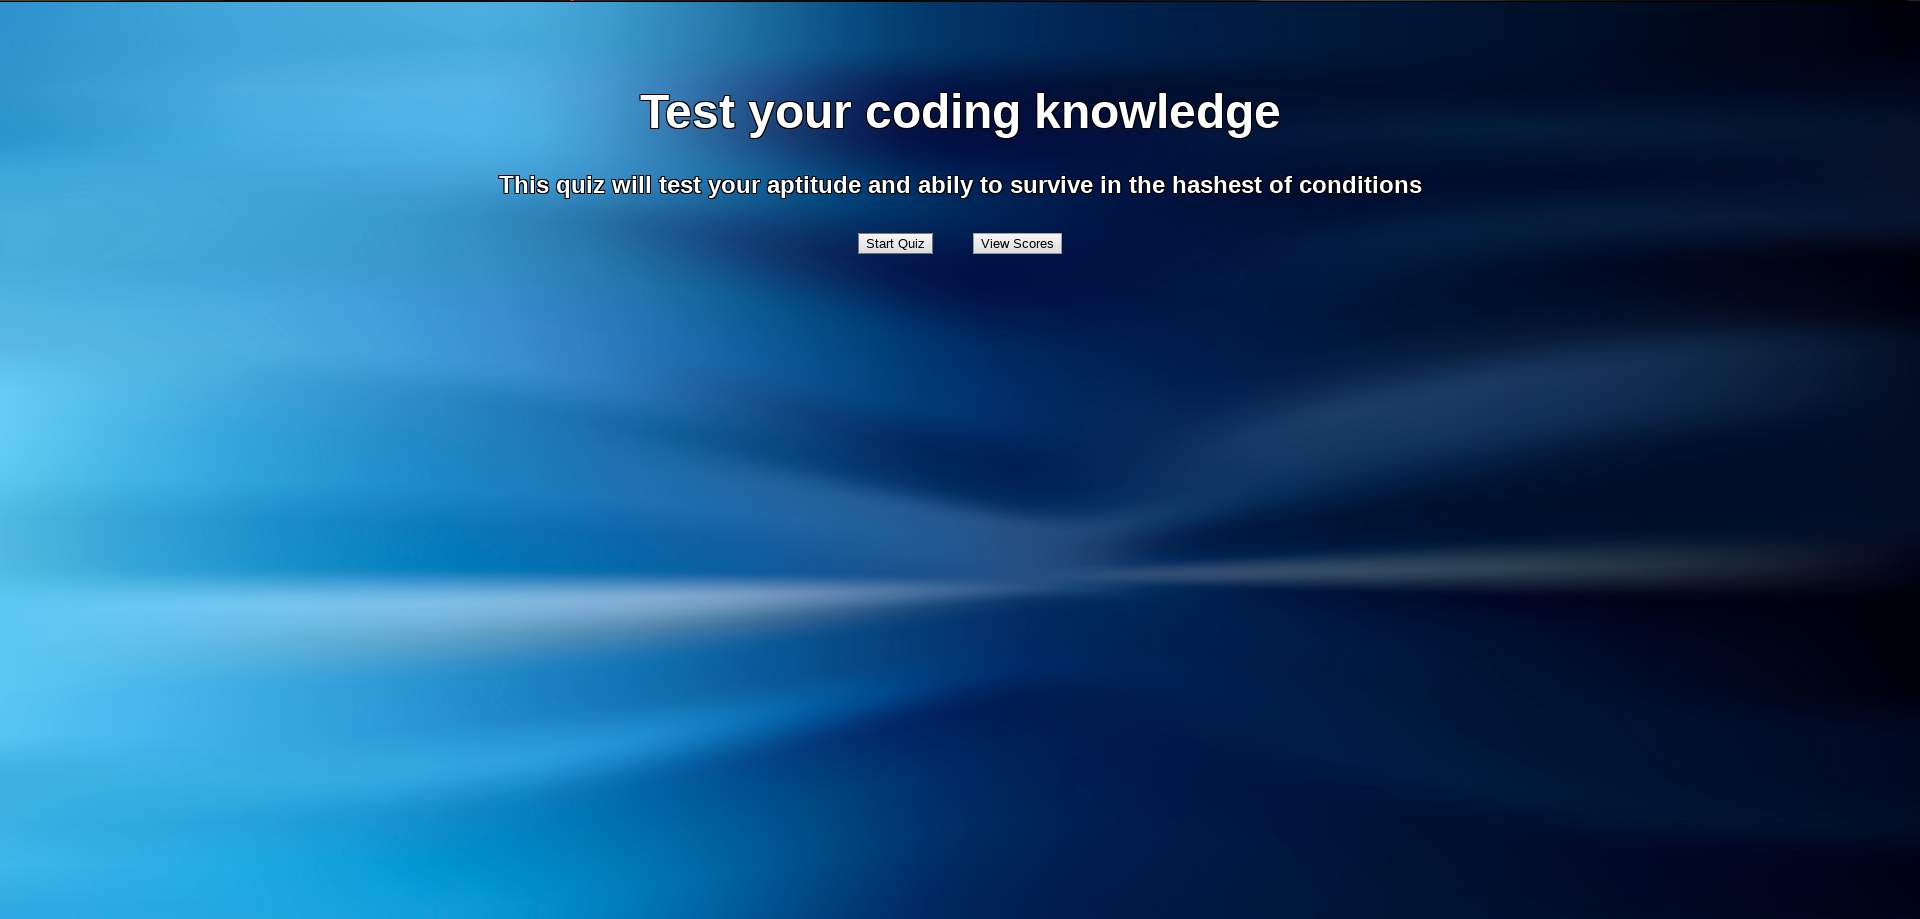 Test your coding knowledge
This quiz will test your aptitude and abily to survive in the hashest of conditions
Start Quiz View Scores